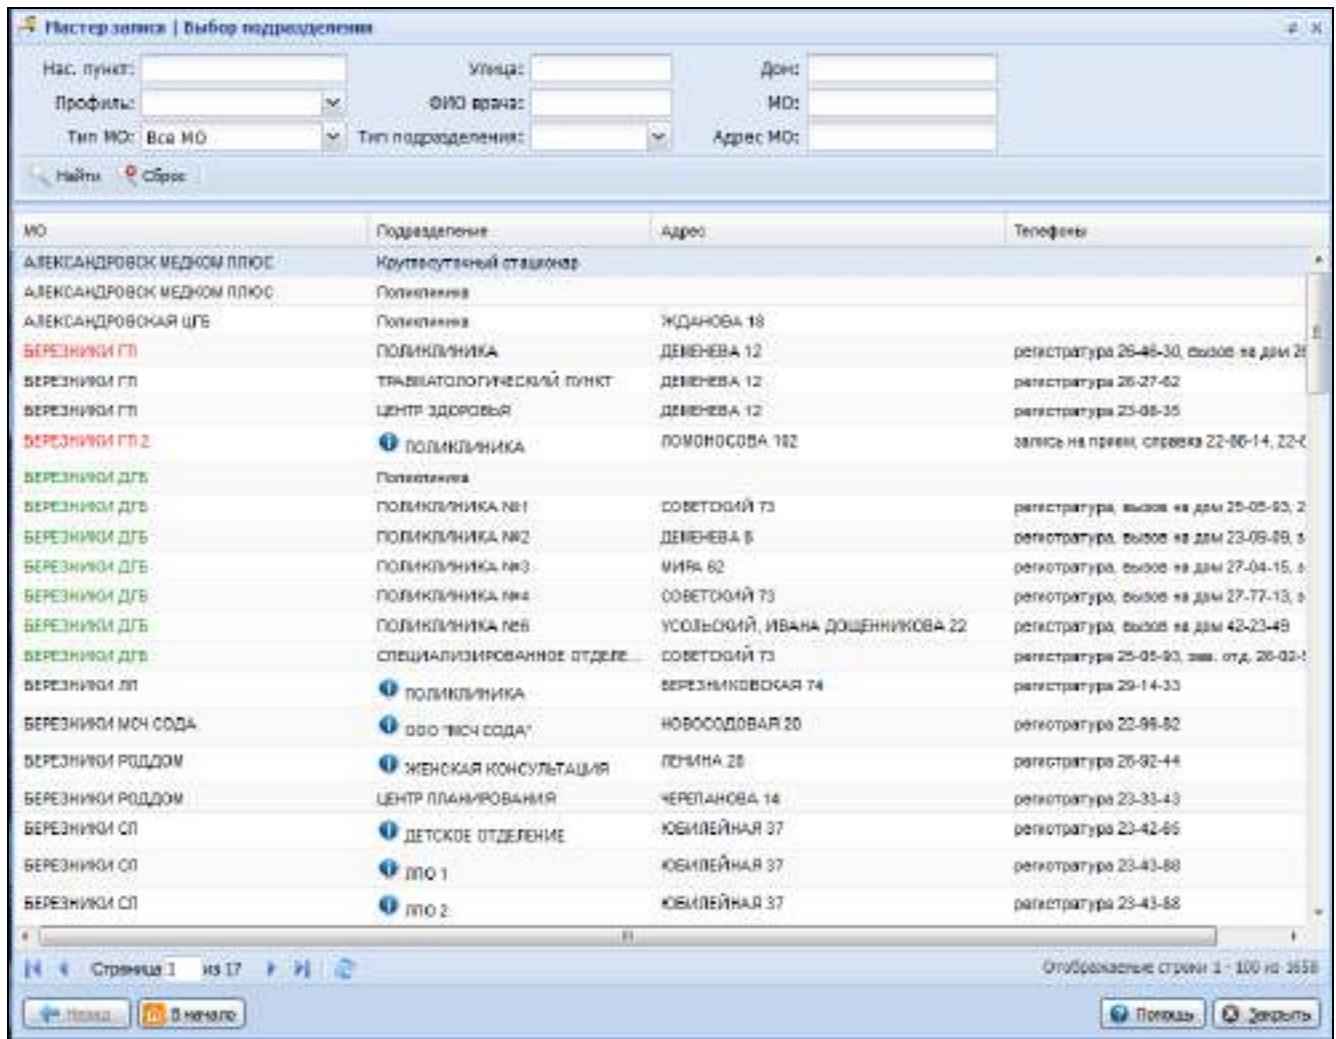 Мастер записи | Выбор подразделения
Нас. пункт: Улица: Дом:
Профиль: ФИО врача: МО:
Тип МО: Все МО Тип подразделения: Адрес МО:
Найти Сброс
МО Подразделение Адрес Телефоны
АЛЕКСАНДРОВСК МЕДКОМ ПЛЮС Круглосуточный стационар
АЛЕКСАНДРОВСК МЕДКОМ ПЛЮС Поликлиника
АЛЕКСАНДРОВСКАЯ ЦГБ Поликлиника ЖДАНОВА 18
БЕРЕЗНИКИ ГП ПОЛИКЛИНИКА ДЕМЕНЕВА 12 регистратура 26-46-30, вызов на дом
БЕРЕЗНИКИ ГП ТРАВМАТОЛОГИЧЕСКИЙ ПУНКТ ДЕМЕНЕВА 12 регистратура 26-27-62
БЕРЕЗНИКИ ГП ЦЕНТР ЗДОРОВЬЯ ДЕМЕНЕВА 12 регистратура 23-06-35
БЕРЕЗНИКИ ГП 2 ПОЛИКЛИНИКА ЛОМОНОСОВА 102 запись на прием, справка 22-86-14,
БЕРЕЗНИКИ ДГБ Поликлиника
БЕРЕЗНИКИ ДГБ ПОЛИКЛИНИКА №1 СОВЕТСКИЙ 73 регистратура, вызов на дом 25-05-93, 2
БЕРЕЗНИКИ ДГБ ПОЛИКЛИНИКА №2 ДЕМЕНЕВА 6 регистратура, вызов на дом 23-09-09,
БЕРЕЗНИКИ ДГБ ПОЛИКЛИНИКА №3 МИРА 62 регистратура, вызов на дом 27-04-15,
БЕРЕЗНИКИ ДГБ ПОЛИКЛИНИКА №4 СОВЕТСКИЙ 73 регистратура, вызов на дом 27-77-13,
БЕРЕЗНИКИ ДГБ ПОЛИКЛИНИКА №6 УСОЛЬСКИЙ, ИВАНА ДОЩЕННИКОВА 22 регистратура, вызов на дом 42-23-49
БЕРЕЗНИКИ ДГБ СПЕЦИАЛИЗИРОВАННОЕ ОТДЕЛЕ... СОВЕТСКИЙ 73 регистратура 25-05-93, зав. отд.
БЕРЕЗНИКИ ЛП ПОЛИКЛИНИКА БЕРЕЗНИКОВСКАЯ 74 регистратура 29-14-33
БЕРЕЗНИКИ МСЧ СОДА ООО "МСЧ СОДА" НОВОСОДОВАЯ 20 регистратура 22-99-82
БЕРЕЗНИКИ РОДДОМ ЖЕНСКАЯ КОНСУЛЬТАЦИЯ ЛЕНИНА 28 регистратура 26-92-44
БЕРЕЗНИКИ РОДДОМ ЦЕНТР ПЛАНИРОВАНИЯ ЧЕРЕПАНОВА 14 регистратура 23-33-43
БЕРЕЗНИКИ СП ДЕТСКОЕ ОТДЕЛЕНИЕ ЮБИЛЕЙНАЯ 37 регистратура 23-42-65
БЕРЕЗНИКИ СП ЛПО 1 ЮБИЛЕЙНАЯ 37 регистратура 23-43-88
БЕРЕЗНИКИ СП ЛПО 2 ЮБИЛЕЙНАЯ 37 регистратура 23-43-88
Страница 1 из 17 Отображаемые строки 1 - 100 из 1658
Назад В начало Помощь Закрыть